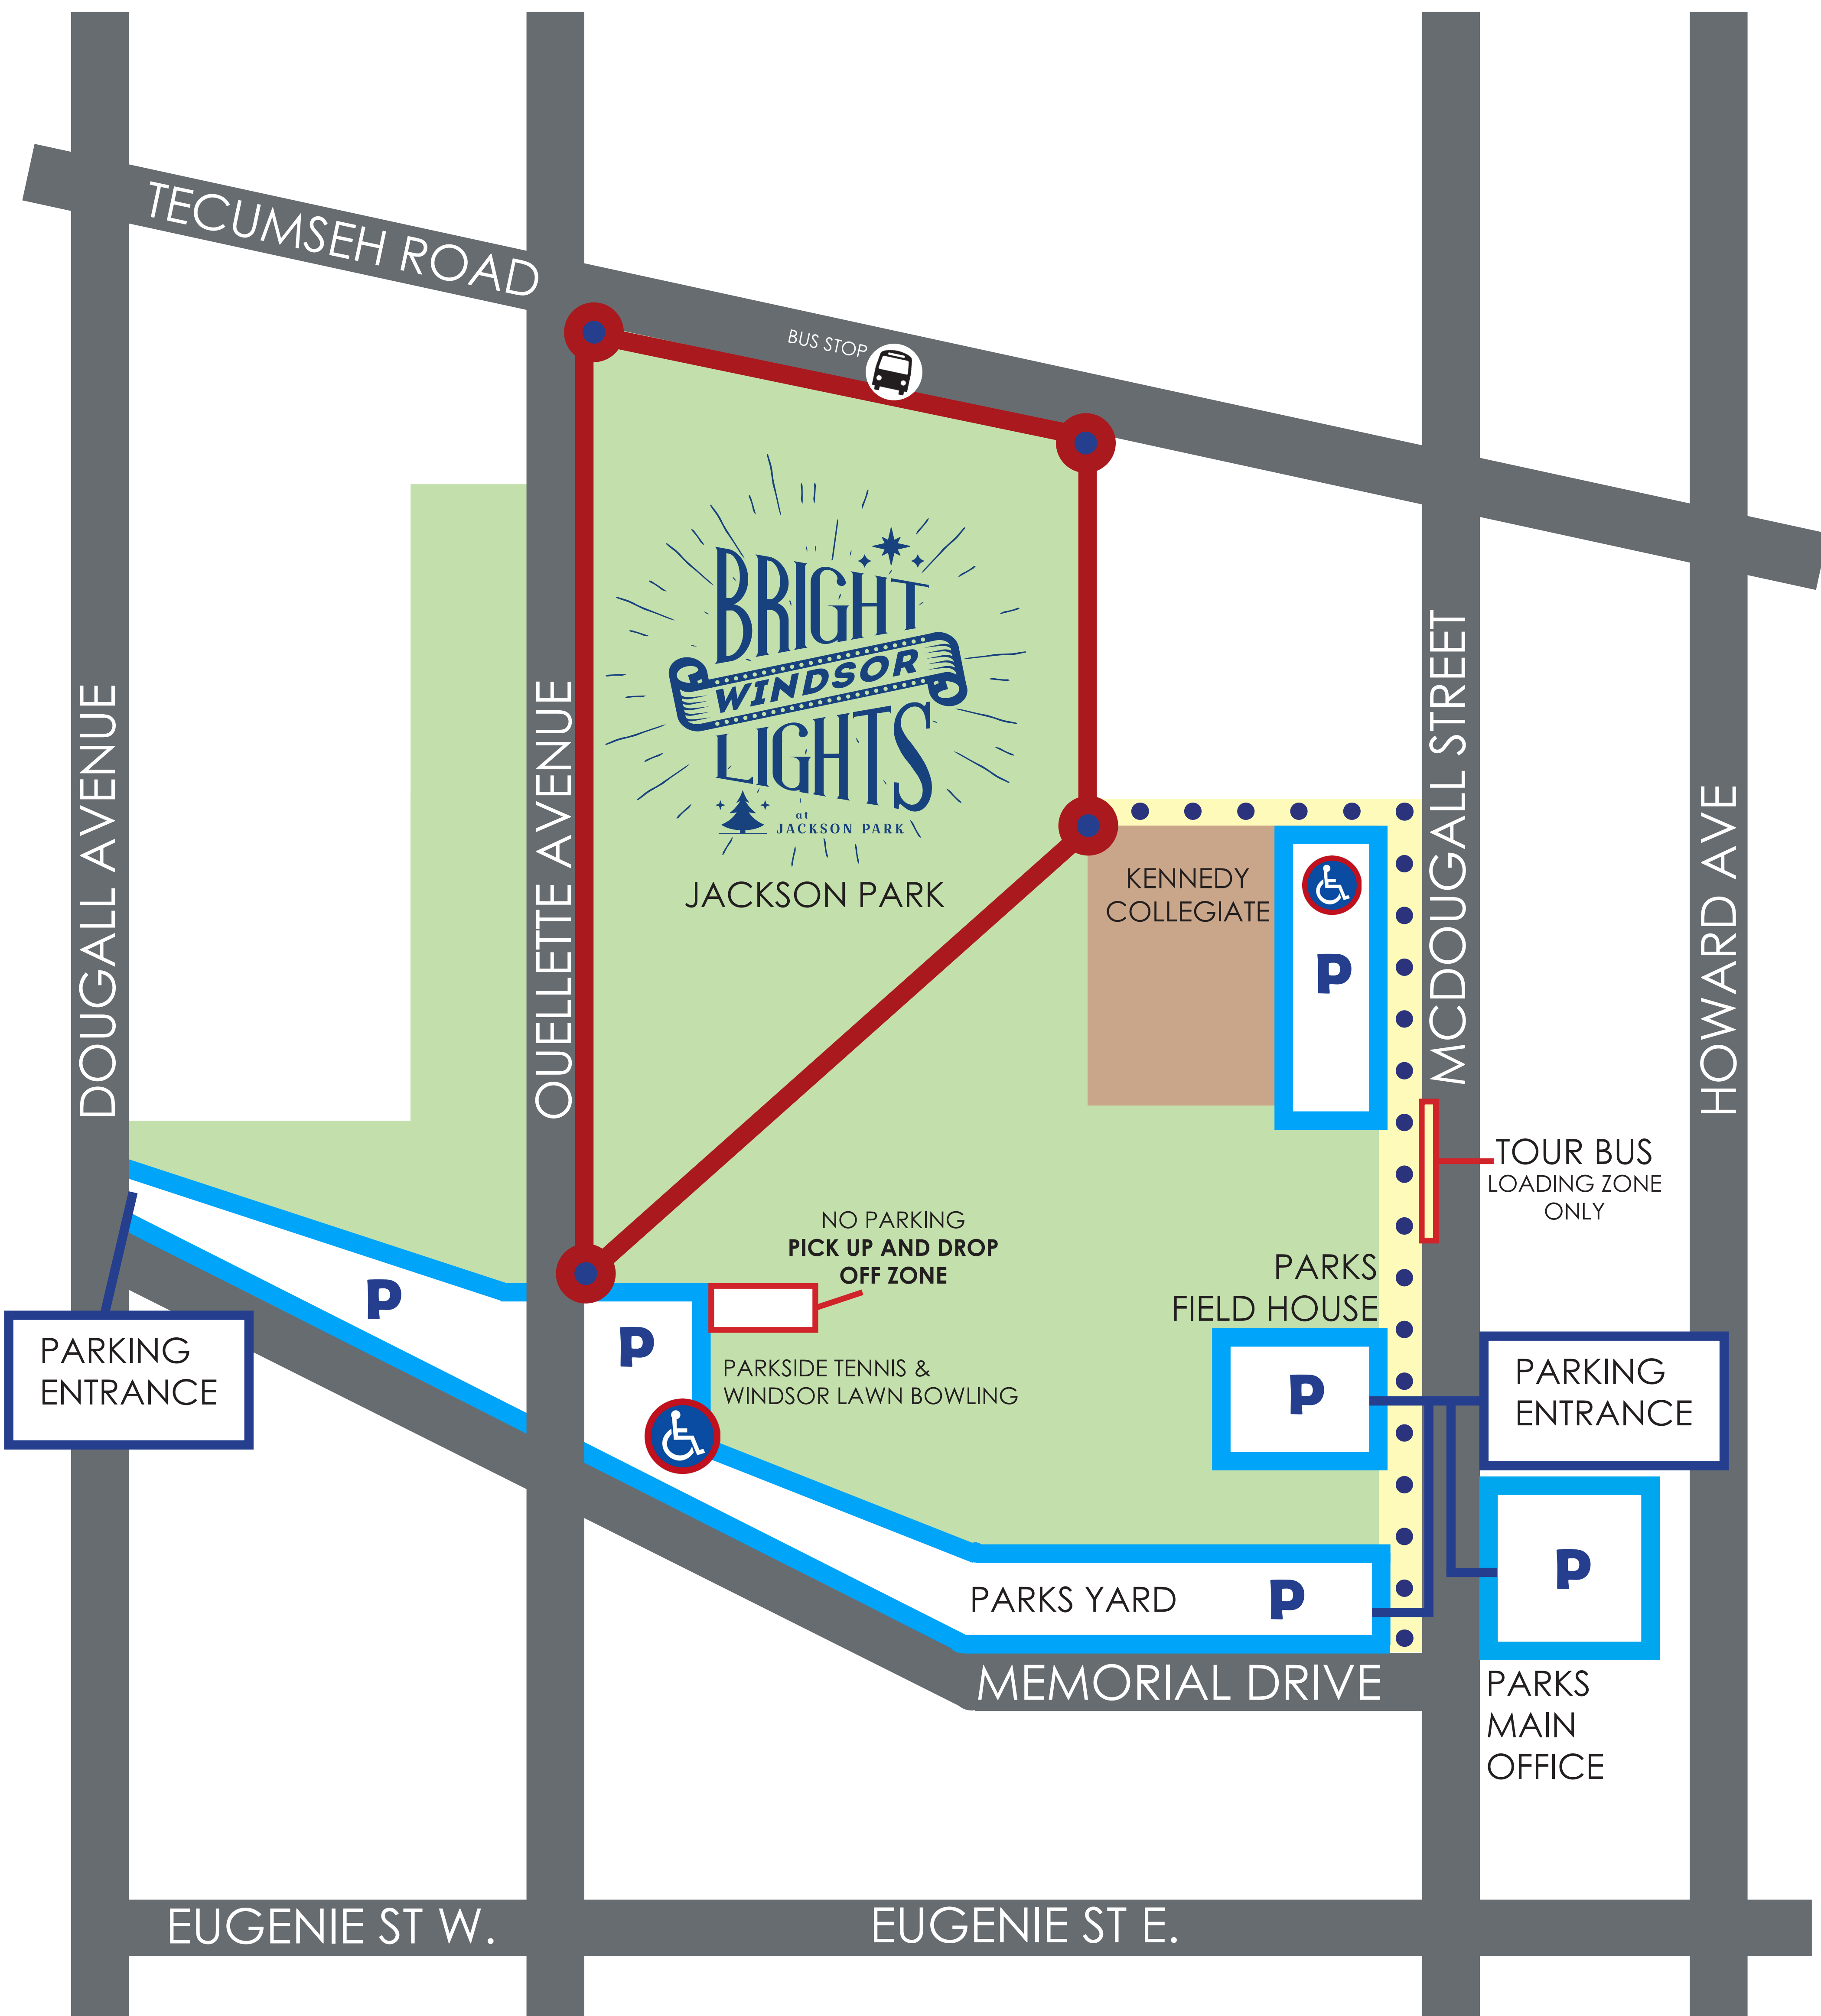 TECUMSEH ROAD
BUS STOP
BRIGHT
WINDSOR
LIGHTS
at
JACKSON PARK
JACKSON PARK
DOUGALL AVENUE
OUELLETTE AVENUE
MCDOUGALL STREET
HOWARD AVE
KENNEDY
COLLEGIATE
P
TOUR BUS
LOADING ZONE
ONLY
NO PARKING
PICK UP AND DROP
OFF ZONE
PARKS
FIELD HOUSE
P
P
PARKING
ENTRANCE
PARKSIDE TENNIS &
WINDSOR LAWN BOWLING
P
PARKING
ENTRANCE
PARKS YARD
P
P
MEMORIAL DRIVE
PARKS
MAIN
OFFICE
EUGENIE ST W.
EUGENIE ST E.